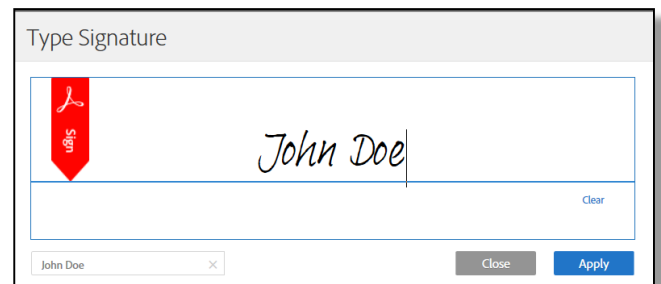 Type Signature
Sign
John Doe
Clear
John Doe
Close
Apply